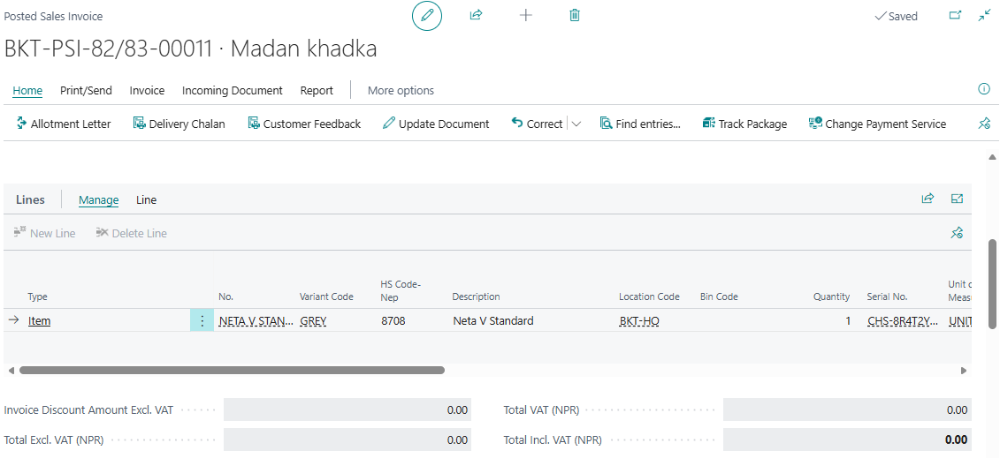 Posted Sales Invoice
Saved
BKT-PSI-82/83-00011 · Madan khadka
Home Print/Send Invoice Incoming Document Report More options
Allotment Letter Delivery Chalan Customer Feedback Update Document Correct Find entries... Track Package Change Payment Service
Lines Manage Line
New Line Delete Line
Type No. Variant Code HS Code-Nep Description Location Code Bin Code Quantity Serial No. Unit o Measu
Item NETA V STAN... GREY 8708 Neta V Standard BKT-HQ 1 CHS-8R4T2Y... UNIT
Invoice Discount Amount Excl. VAT 0.00 Total VAT (NPR) 0.00
Total Excl. VAT (NPR) 0.00 Total Incl. VAT (NPR) 0.00